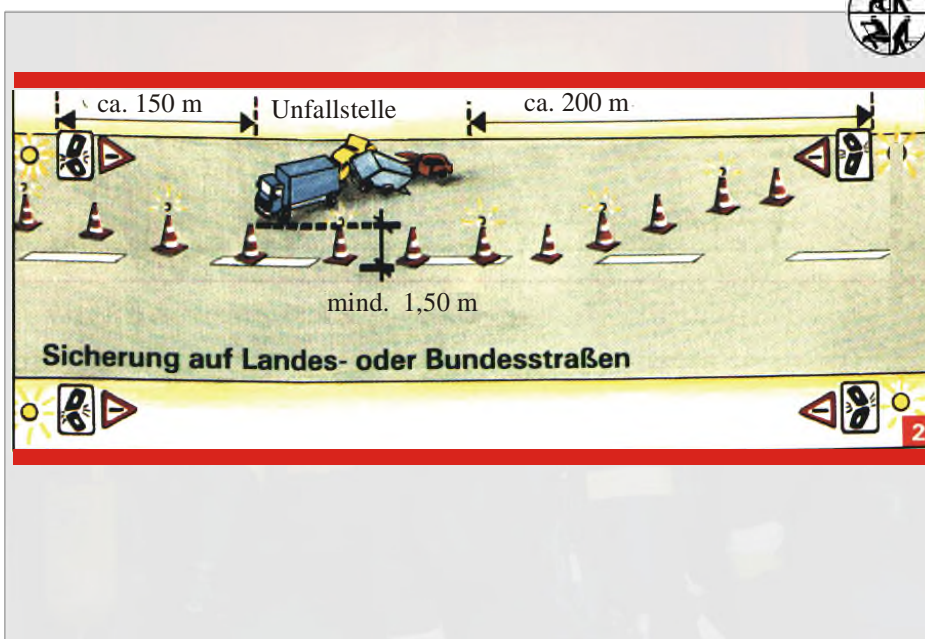 ca. 150 m Unfallstelle ca. 200 m
mind. 1,50 m
Sicherung auf Landes- oder Bundesstraßen
2